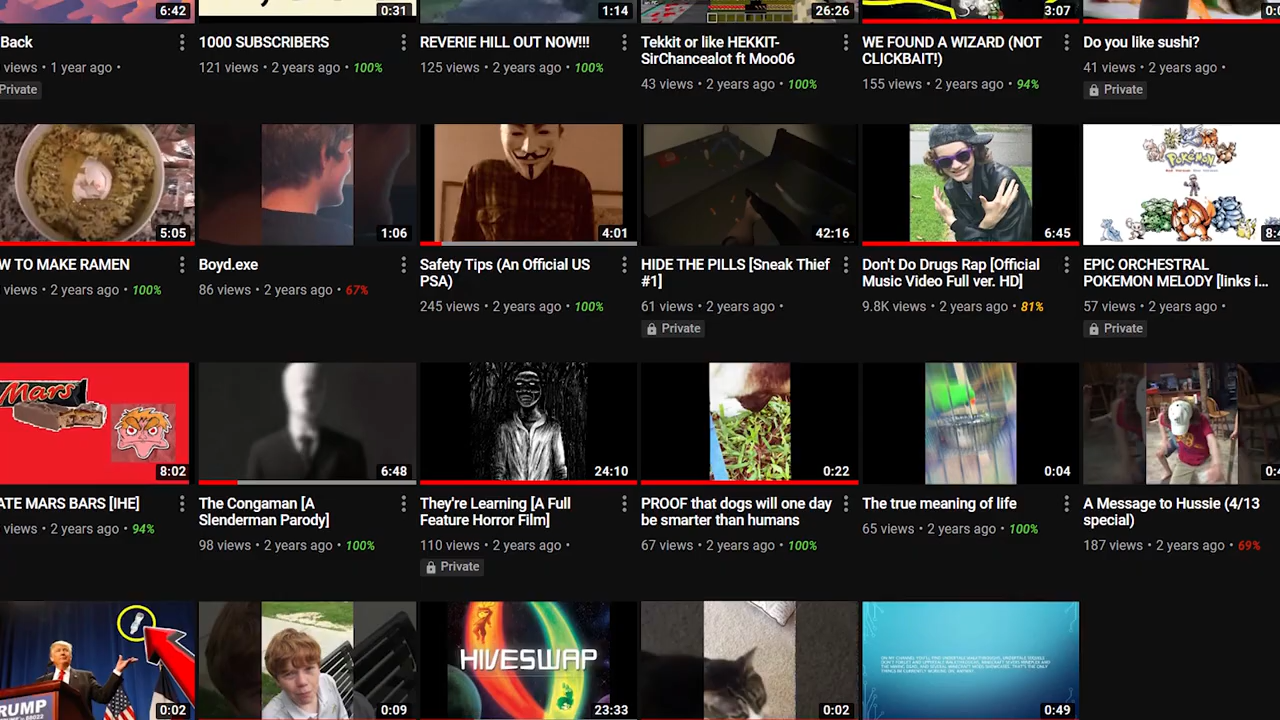 6:42
0:31
1:14
26:26
3:07
Back
1000 SUBSCRIBERS
REVERIE HILL OUT NOW!!!
Tekkit or like HEKKIT-
SirChancealot ft Moo06
WE FOUND A WIZARD (NOT
CLICKBAIT!)
Do you like sushi?
views • 1 year ago •
121 views • 2 years ago • 100%
125 views • 2 years ago • 100%
43 views • 2 years ago • 100%
155 views • 2 years ago • 94%
41 views • 2 years ago •
Private
Private
5:05
1:06
4:01
42:16
6:45
POKéMON
8:4
W TO MAKE RAMEN
Boyd.exe
Safety Tips (An Official US
PSA)
HIDE THE PILLS [Sneak Thief
#1]
Don't Do Drugs Rap [Official
Music Video Full ver. HD]
EPIC ORCHESTRAL
POKEMON MELODY [links i...
views • 2 years ago • 100%
86 views • 2 years ago • 67%
245 views • 2 years ago • 100%
61 views • 2 years ago •
9.8K views • 2 years ago • 81%
57 views • 2 years ago •
Private
Private
Mars
8:02
6:48
24:10
0:22
0:04
0:4
ATE MARS BARS [IHE]
The Congaman [A
Slenderman Parody]
They're Learning [A Full
Feature Horror Film]
PROOF that dogs will one day
be smarter than humans
The true meaning of life
A Message to Hussie (4/13
special)
views • 2 years ago • 94%
98 views • 2 years ago • 100%
110 views • 2 years ago •
67 views • 2 years ago • 100%
65 views • 2 years ago • 100%
187 views • 2 years ago • 69%
Private
TRUMP
0:02
0:09
HIVESWAP
23:33
0:02
0:49